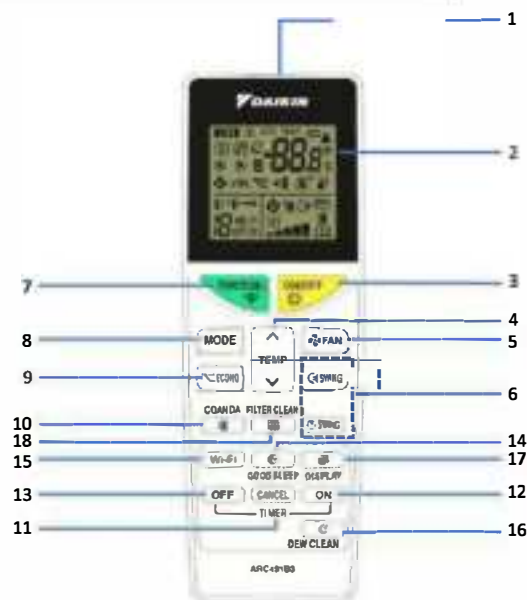 1
DAIKIN
2
7
3
4
8
MODE
FAN
5
TEMP
9
ECONO
SWING
6
COANDA
FILTER CLEAN
10
SWING
18
14
15
Wi-Fi
17
GOOD SLEEP
DISPLAY
13
OFF
CANCEL
ON
12
TIMER
11
16
DEW CLEAN